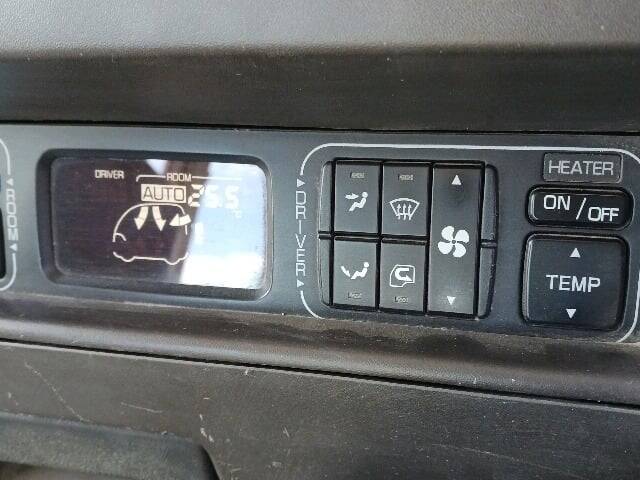 DRIVER ROOM
AUTO 25.5
°C
ROOM
DRIVER
HEATER
ON/OFF
TEMP